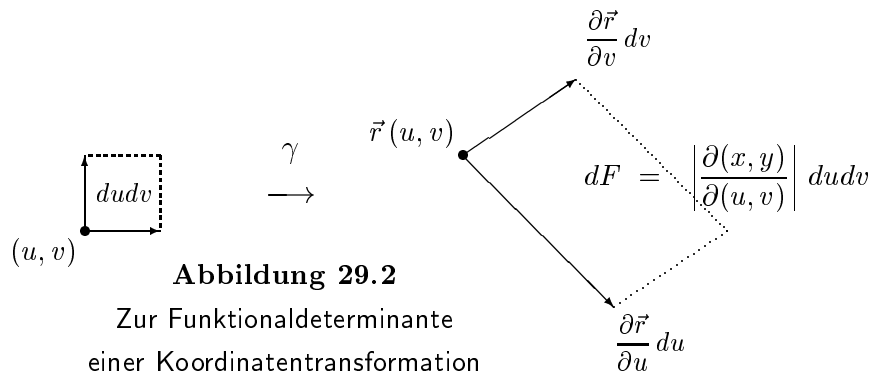 ∂r⃗/∂v dv
r⃗ (u, v)
γ
⟶
dudv
dF = |∂(x, y)/∂(u, v)| dudv
(u, v)
Abbildung 29.2
Zur Funktionaldeterminante
einer Koordinatentransformation
∂r⃗/∂u du